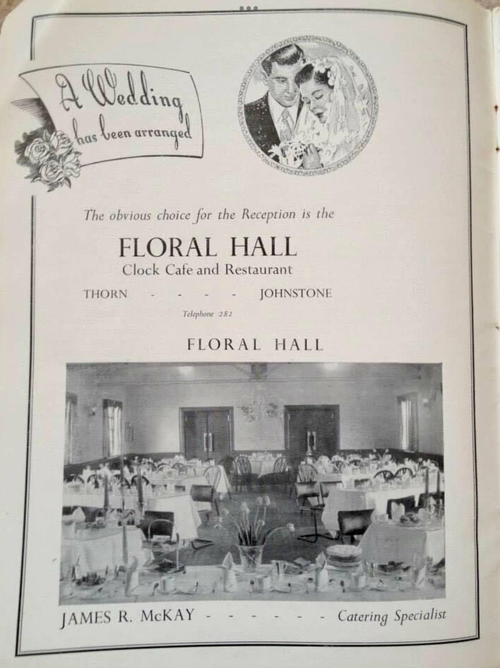 A Wedding
has been arranged
The obvious choice for the Reception is the
FLORAL HALL
Clock Cafe and Restaurant
THORN - - - - JOHNSTONE
Telephone 282
FLORAL HALL
JAMES R. McKAY - - - - - - Catering Specialist